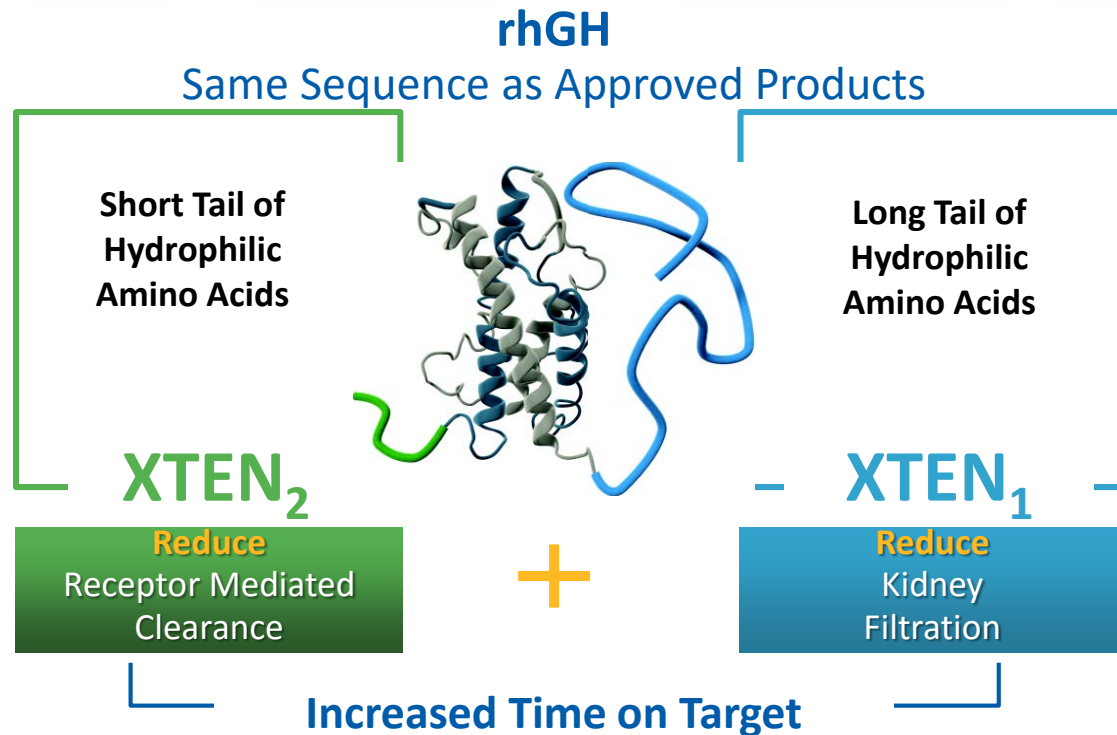 rhGH
Same Sequence as Approved Products
Short Tail of
Hydrophilic
Amino Acids
Long Tail of
Hydrophilic
Amino Acids
XTEN₂
XTEN₁
Reduce
Receptor Mediated
Clearance
+
Reduce
Kidney
Filtration
Increased Time on Target